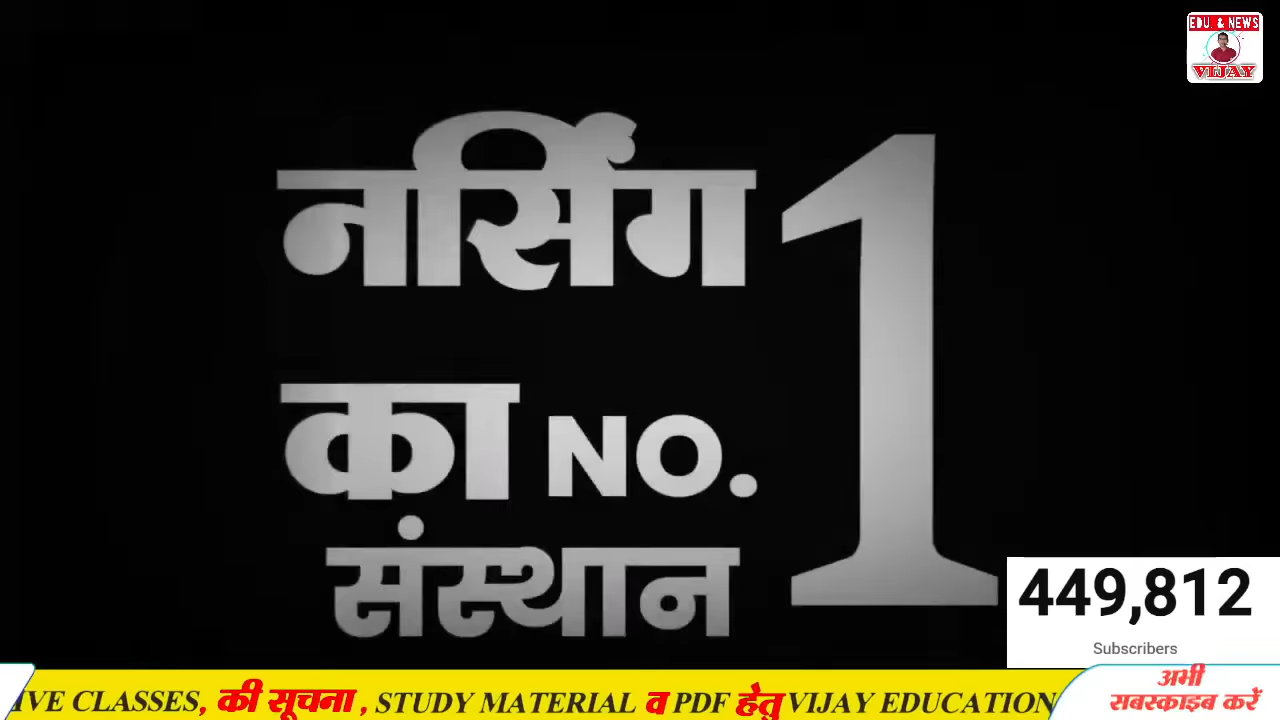 EDU. & NEWS
VIJAY
नर्सिंग
का NO. 1
संस्थान
449,812
Subscribers
IVE CLASSES, की सूचना , STUDY MATERIAL व PDF हेतु VIJAY EDUCATION
अभी
सबस्क्राइब करें